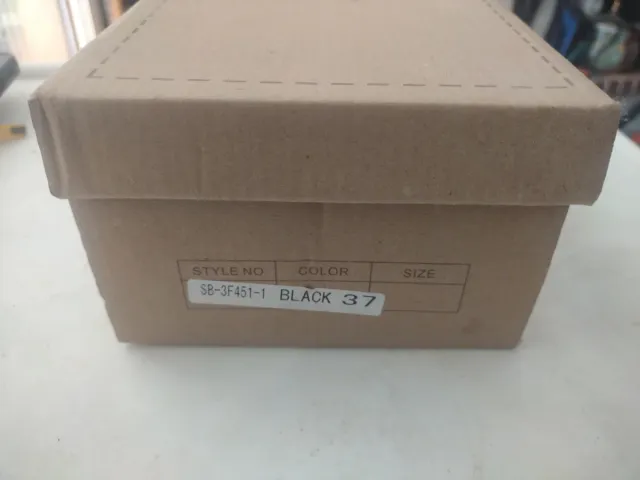 STYLE NO COLOR SIZE
SB-3F451-1 BLACK 37